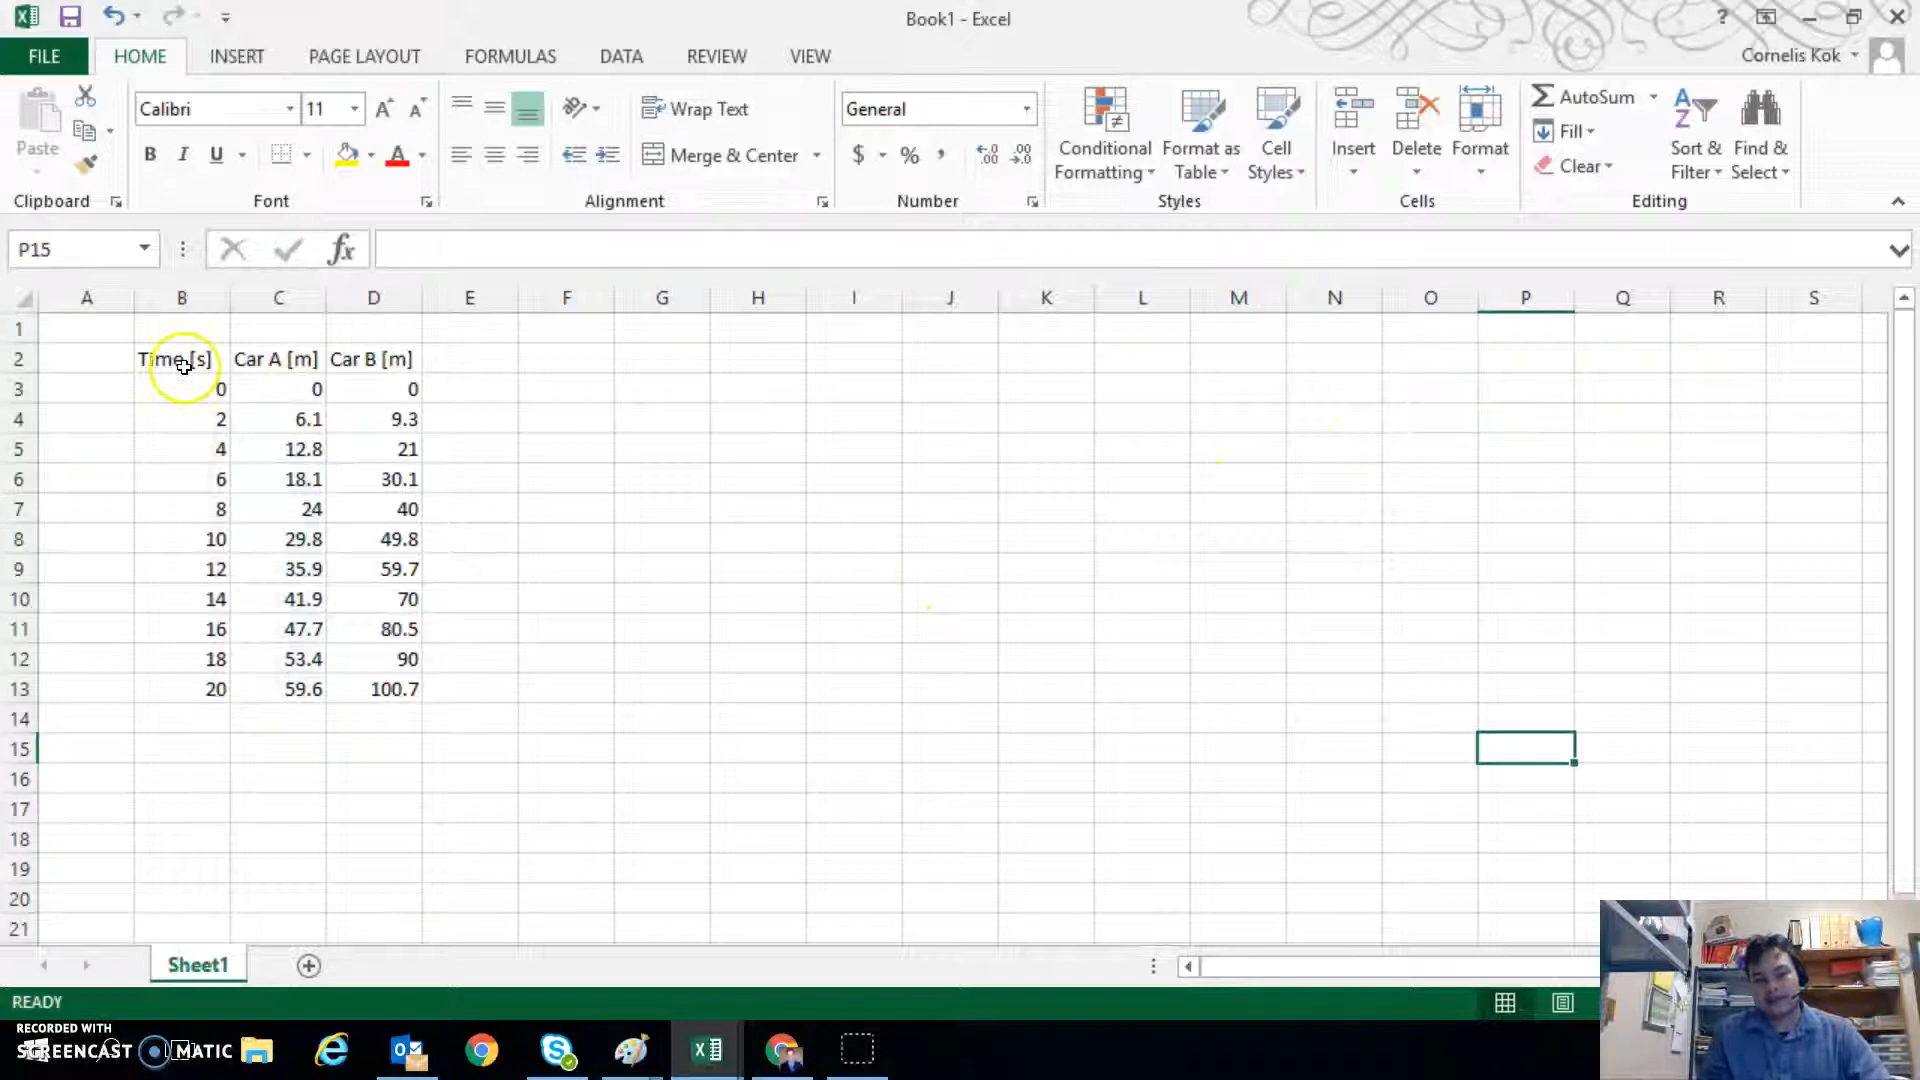 Book1 - Excel
?
FILE HOME INSERT PAGE LAYOUT FORMULAS DATA REVIEW VIEW
Cornelis Kok
Paste
Calibri 11
B I U
Wrap Text
Merge & Center
General
$ % ,
Conditional Formatting
Format as Table
Cell Styles
Insert
Delete
Format
AutoSum
Fill
Clear
Sort & Filter
Find & Select
Clipboard Font Alignment Number Styles Cells Editing
P15
fx
A B C D E F G H I J K L M N O P Q R S
1
2 Time [s] Car A [m] Car B [m]
3 0 0 0
4 2 6.1 9.3
5 4 12.8 21
6 6 18.1 30.1
7 8 24 40
8 10 29.8 49.8
9 12 35.9 59.7
10 14 41.9 70
11 16 47.7 80.5
12 18 53.4 90
13 20 59.6 100.7
14
15
16
17
18
19
20
21
Sheet1
READY
RECORDED WITH
SCREENCAST MATIC